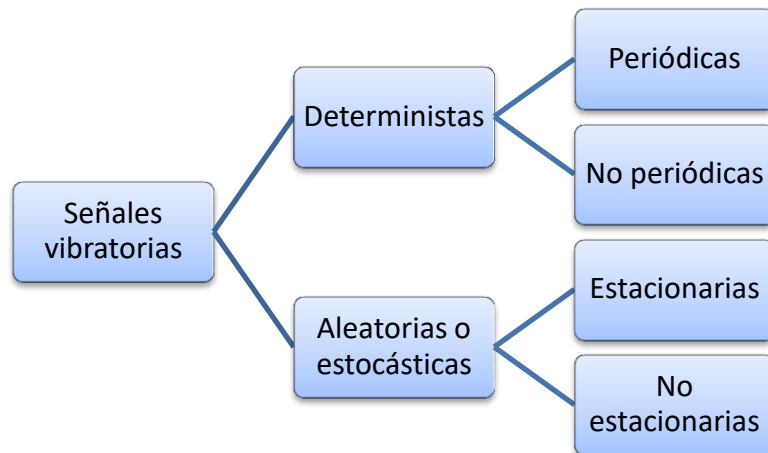 Señales
vibratorias
Deterministas
Periódicas
No periódicas
Aleatorias o
estocásticas
Estacionarias
No
estacionarias